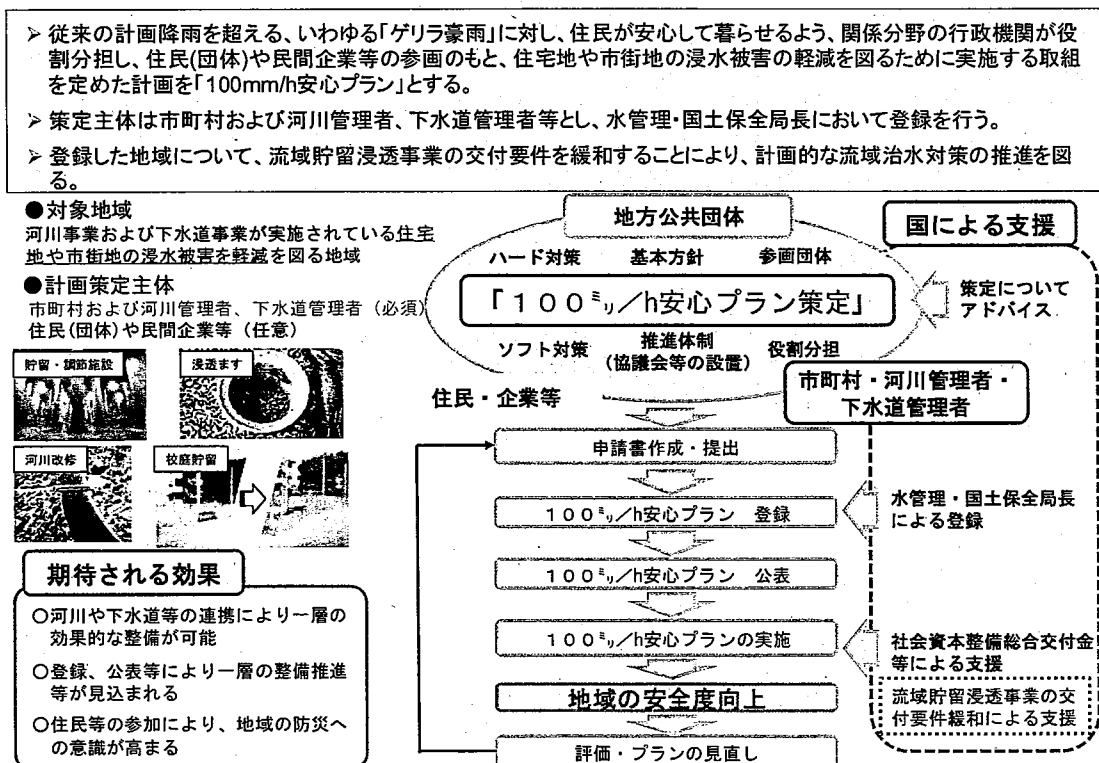 ➢ 従来の計画降雨を超える、いわゆる「ゲリラ豪雨」に対し、住民が安心して暮らせるよう、関係分野の行政機関が役
割分担し、住民(団体)や民間企業等の参画のもと、住宅地や市街地の浸水被害の軽減を図るために実施する取組
を定めた計画を「100mm/h安心プラン」とする。
➢ 策定主体は市町村および河川管理者、下水道管理者等とし、水管理・国土保全局長において登録を行う。
➢ 登録した地域について、流域貯留浸透事業の交付要件を緩和することにより、計画的な流域治水対策の推進を図
る。
●対象地域
河川事業および下水道事業が実施されている住宅
地や市街地の浸水被害を軽減を図る地域
●計画策定主体
市町村および河川管理者、下水道管理者（必須）
住民(団体)や民間企業等（任意）
貯留・調節施設
浸透ます
河川改修
校庭貯留
期待される効果
○河川や下水道等の連携により一層の
効果的な整備が可能
○登録、公表等により一層の整備推進
等が見込まれる
○住民等の参加により、地域の防災へ
の意識が高まる
地方公共団体
ハード対策
基本方針
参画団体
「１００㍉／h安心プラン策定」
ソフト対策
推進体制
(協議会等の設置)
役割分担
住民・企業等
市町村・河川管理者・
下水道管理者
申請書作成・提出
１００㍉／h安心プラン 登録
１００㍉／h安心プラン 公表
１００㍉／h安心プランの実施
地域の安全度向上
評価・プランの見直し
国による支援
策定について
アドバイス
水管理・国土保全局長
による登録
社会資本整備総合交付金
等による支援
流域貯留浸透事業の交
付要件緩和による支援